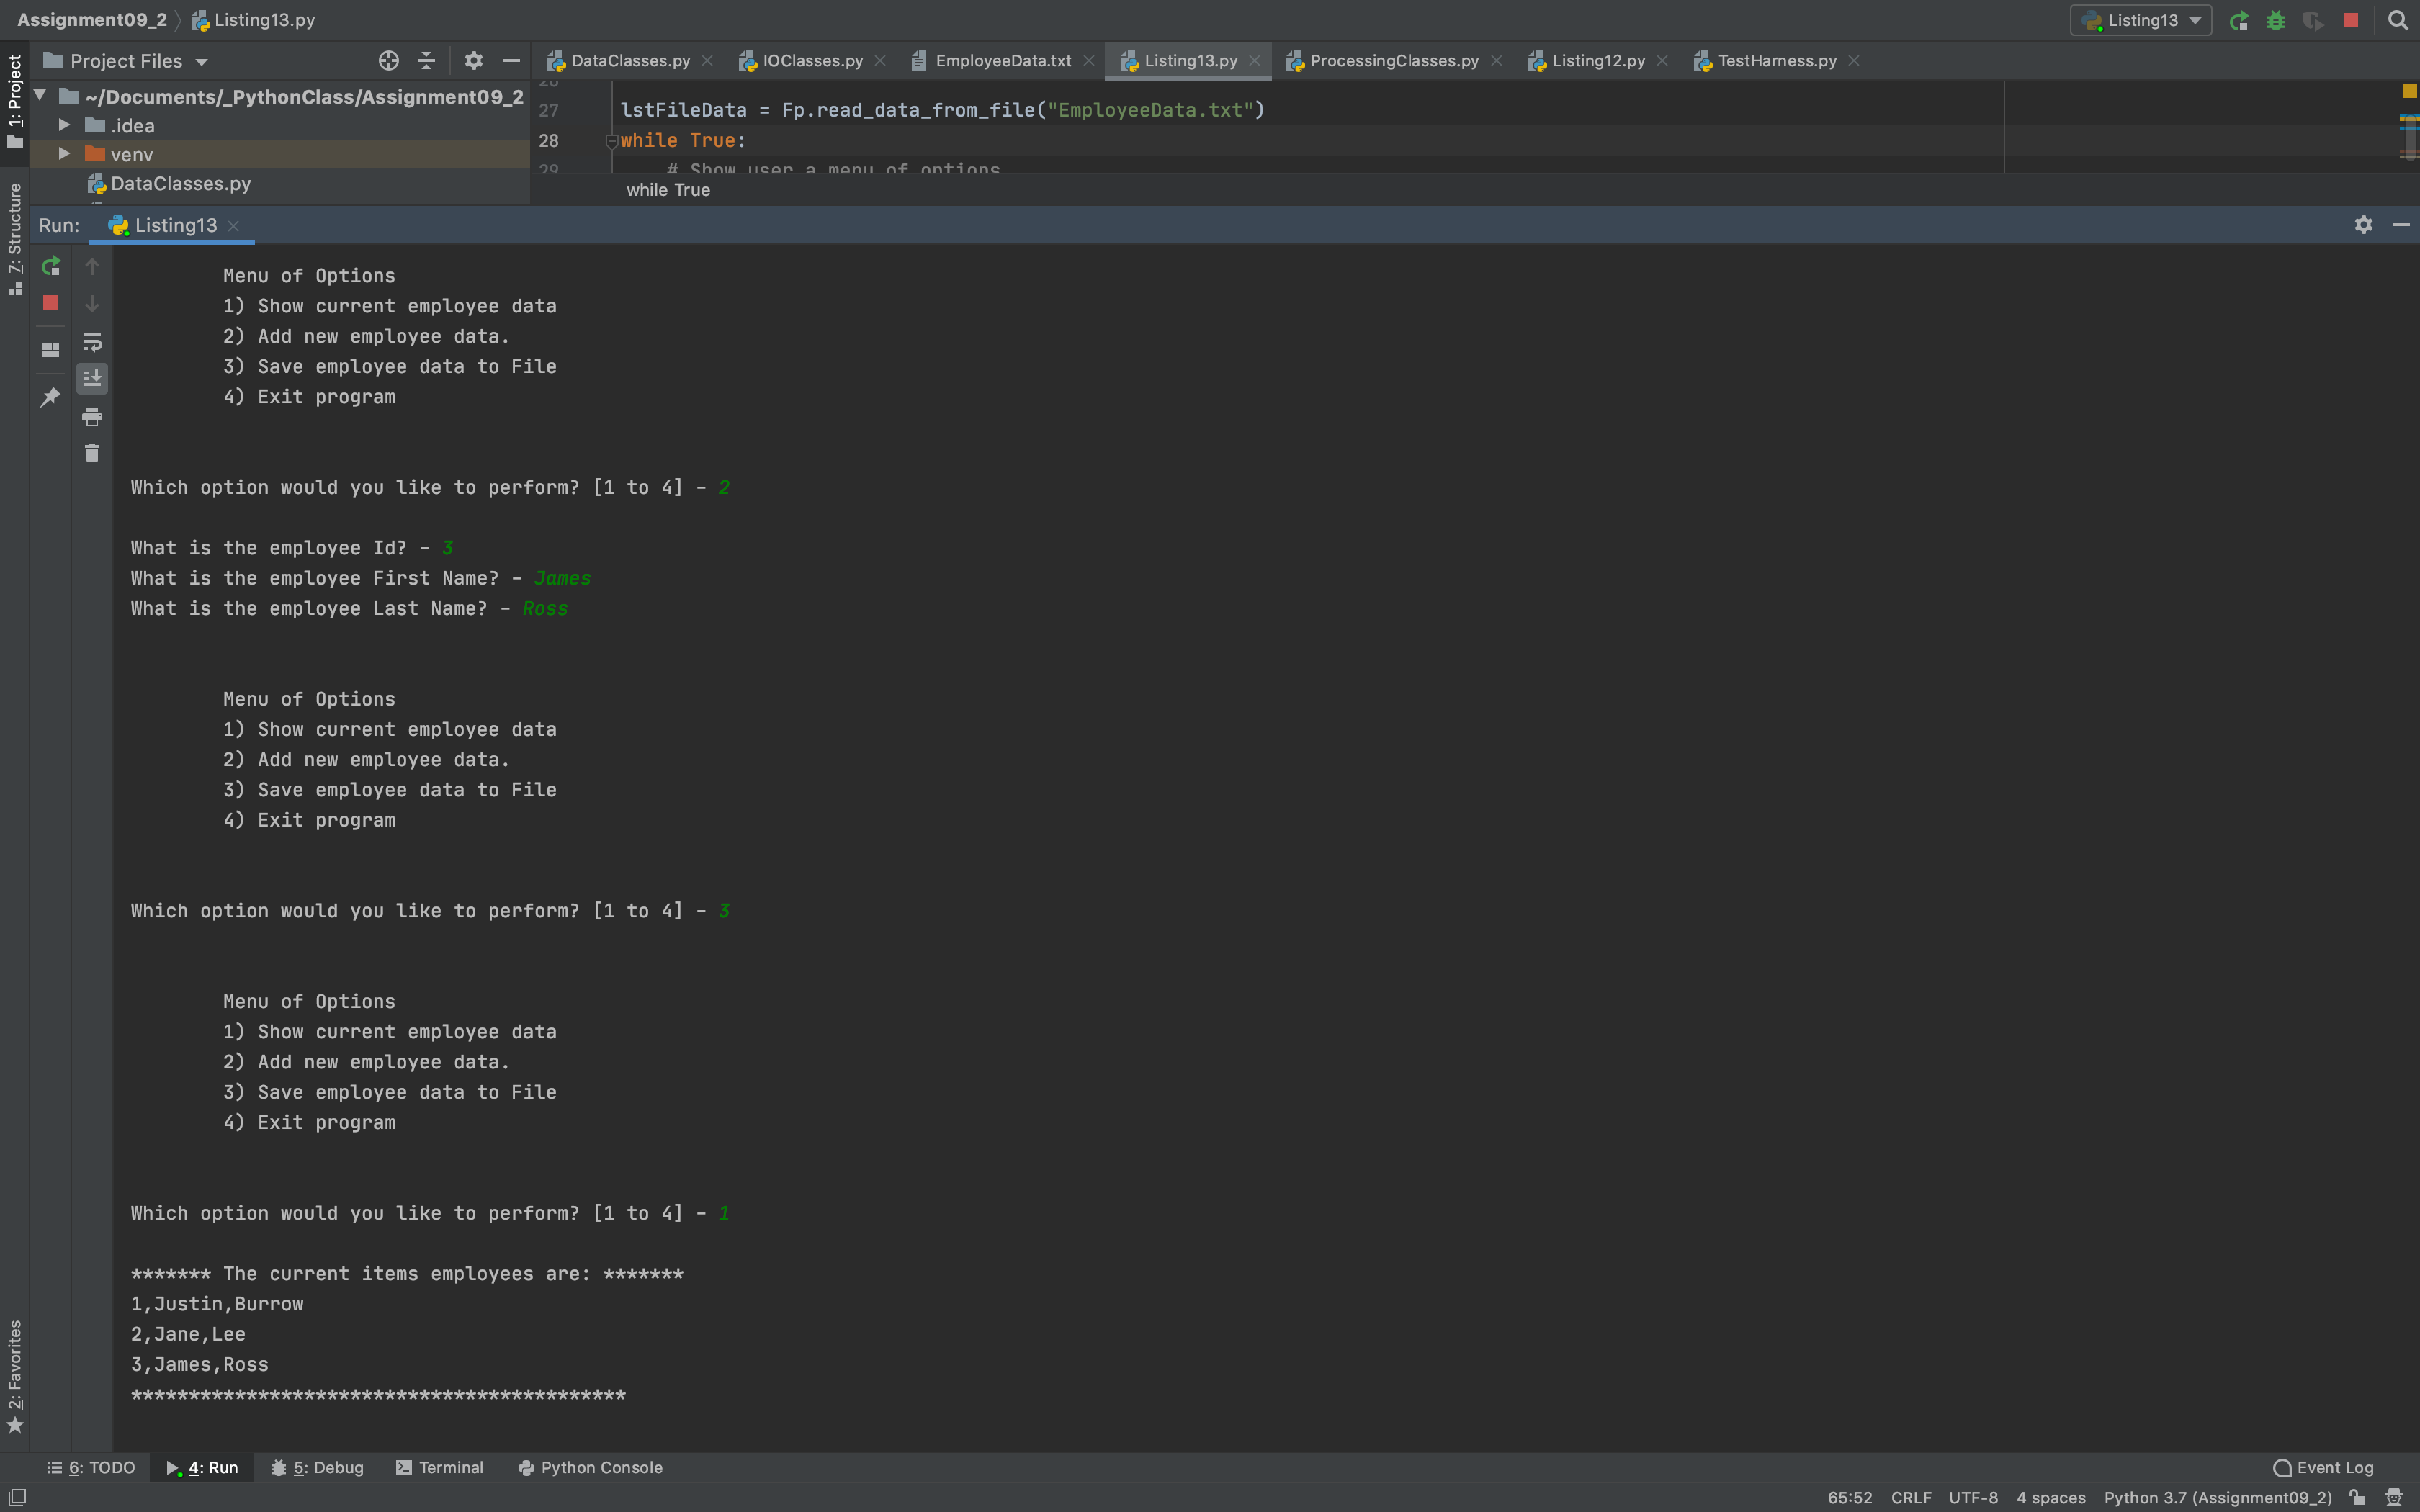 Assignment09_2 Listing13.py Listing13
Project Files DataClasses.py IOClasses.py EmployeeData.txt Listing13.py ProcessingClasses.py Listing12.py TestHarness.py
1: Project
~/Documents/_PythonClass/Assignment09_2
.idea
venv
DataClasses.py
27 lstFileData = Fp.read_data_from_file("EmployeeData.txt")
28 while True:
29 # Show user a menu of options
while True
7: Structure
Run: Listing13
Menu of Options
1) Show current employee data
2) Add new employee data.
3) Save employee data to File
4) Exit program
Which option would you like to perform? [1 to 4] - 2
What is the employee Id? - 3
What is the employee First Name? - James
What is the employee Last Name? - Ross
Menu of Options
1) Show current employee data
2) Add new employee data.
3) Save employee data to File
4) Exit program
Which option would you like to perform? [1 to 4] - 3
Menu of Options
1) Show current employee data
2) Add new employee data.
3) Save employee data to File
4) Exit program
Which option would you like to perform? [1 to 4] - 1
******* The current items employees are: *******
1,Justin,Burrow
2,Jane,Lee
3,James,Ross
*******************************************
2: Favorites
6: TODO 4: Run 5: Debug Terminal Python Console Event Log
65:52 CRLF UTF-8 4 spaces Python 3.7 (Assignment09_2)